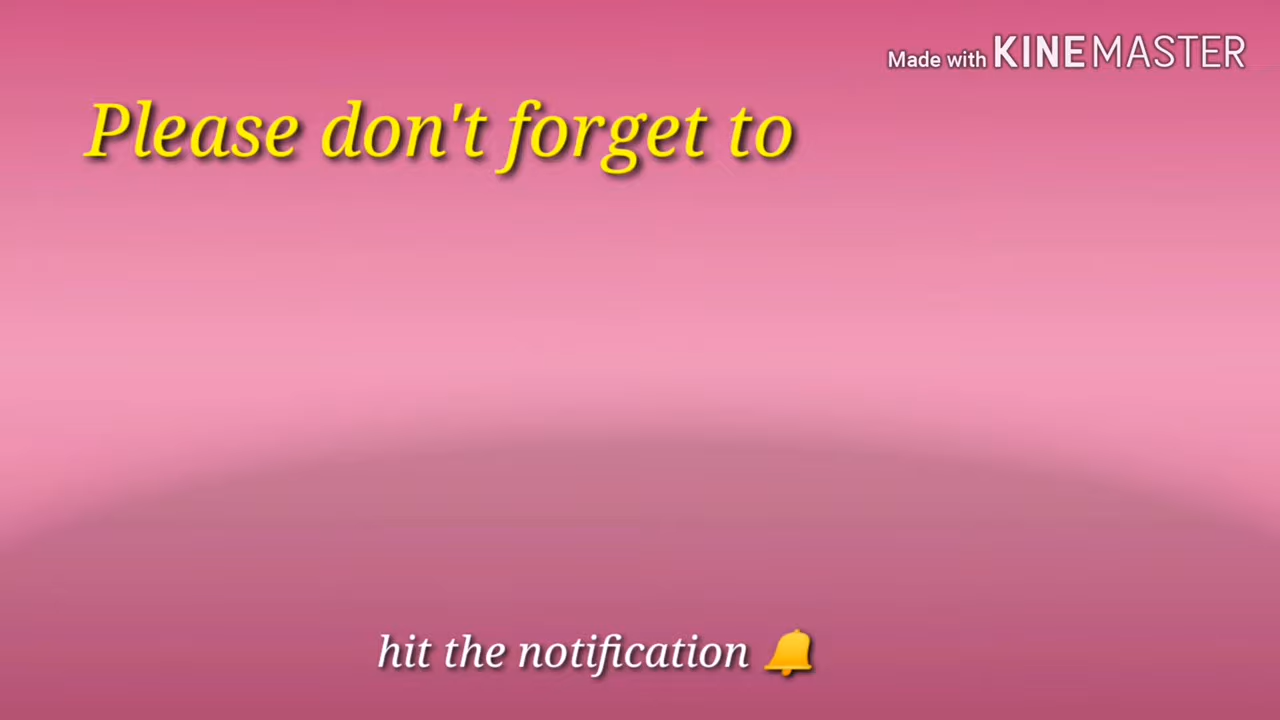 Made with KINEMASTER
Please don't forget to
hit the notification 🔔